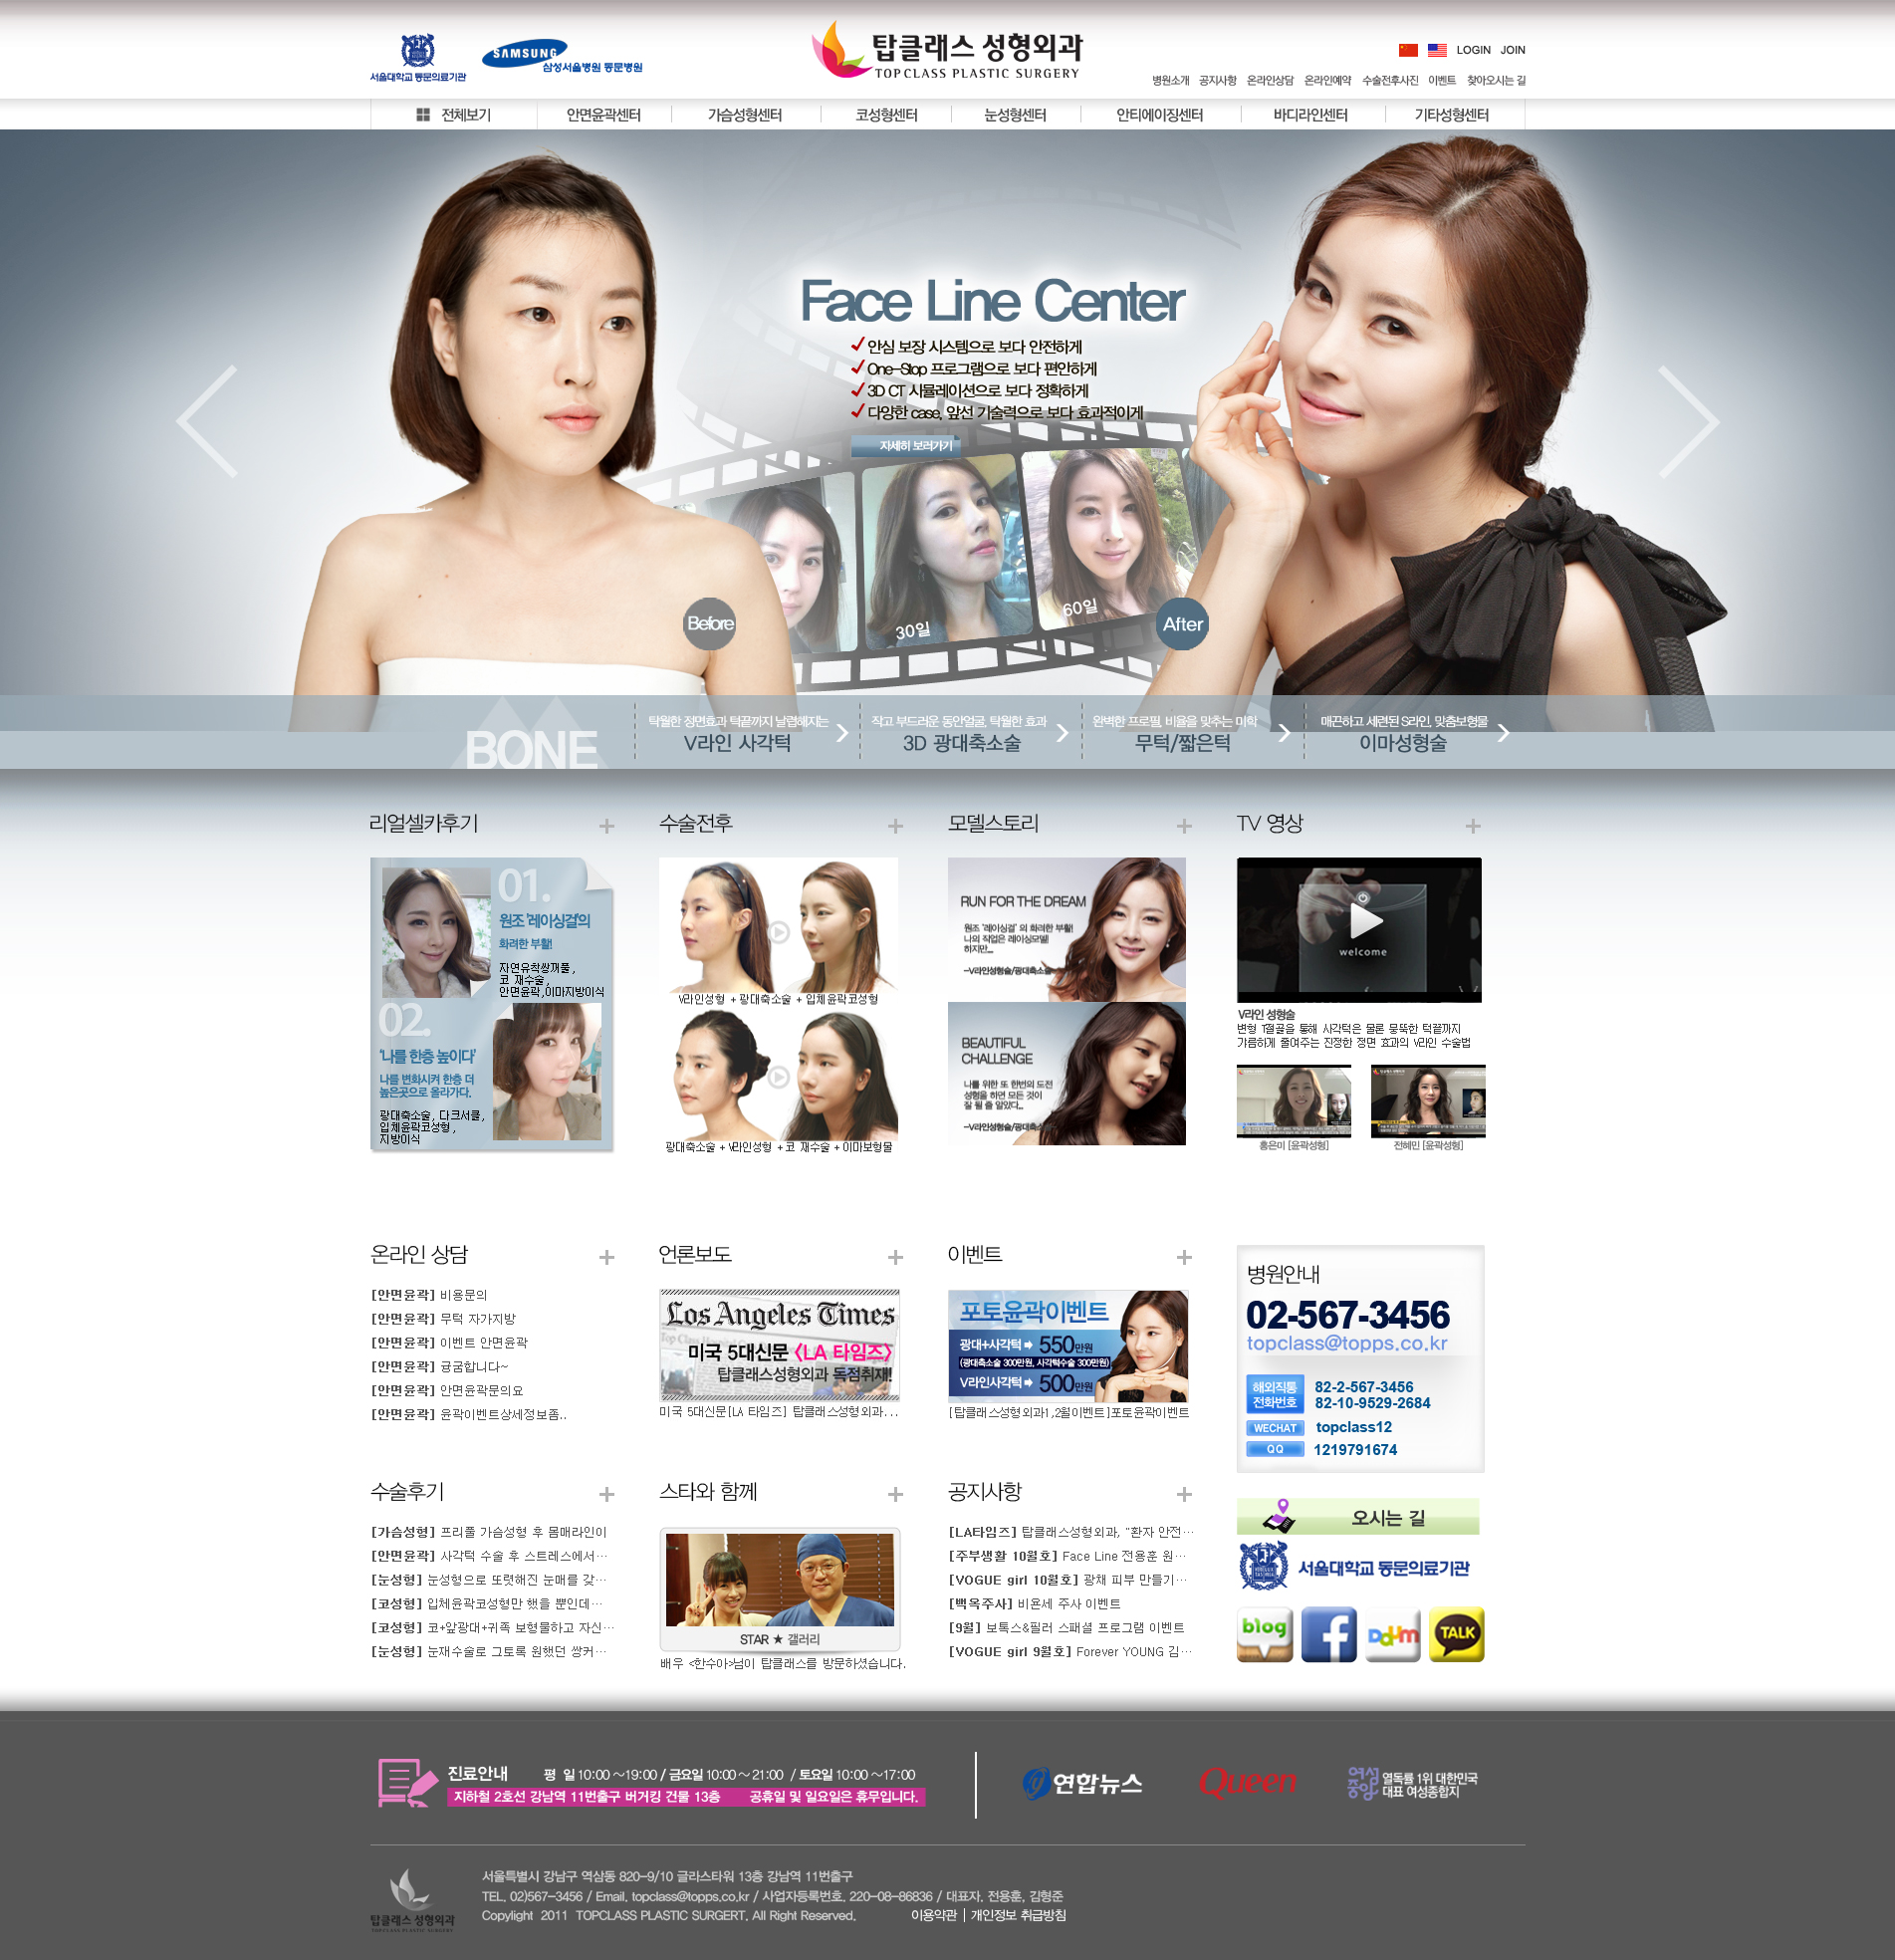 서울대학교 동문의료기관
SAMSUNG
삼성서울병원 동문병원
탑클래스 성형외과
TOP CLASS PLASTIC SURGERY
LOGIN JOIN
병원소개 공지사항 온라인상담 온라인예약 수술전후사진 이벤트 찾아오시는 길
전체보기 안면윤곽센터 가슴성형센터 코성형센터 눈성형센터 안티에이징센터 바디라인센터 기타성형센터
Face Line Center
안심 보장 시스템으로 보다 안전하게
One-Stop 프로그램으로 보다 편안하게
3D CT 시뮬레이션으로 보다 정확하게
다양한 case, 앞선 기술력으로 보다 효과적이게
자세히 보러가기
60일
30일
Before
After
BONE
탁월한 정면효과 턱끝까지 날렵해지는
V라인 사각턱
작고 부드러운 동안얼굴, 탁월한 효과
3D 광대축소술
완벽한 프로필, 비율을 맞추는 미학
무턱/짧은턱
매끈하고 세련된 S라인, 맞춤보형물
이마성형술
리얼셀카후기
01.
원조 '레이싱걸'의
화려한 부활!
자연유착쌍꺼풀,
코 재수술,
안면윤곽,이마지방이식
02.
'나를 한층 높이다'
나를 변화시켜 한층 더
높은곳으로 올라가다.
광대축소술, 다크서클,
입체윤곽코성형,
지방이식
수술전후
V라인성형 + 광대축소술 + 입체윤곽코성형
광대축소술 + V라인성형 + 코 재수술 + 이마보형물
모델스토리
RUN FOR THE DREAM
원조 '레이싱걸' 의 화려한 부활!
나의 직업은 레이싱모델!
하지만...
-V라인성형술/광대축소술-
BEAUTIFUL
CHALLENGE
나를 위한 또 한번의 도전
성형을 하면 모든 것이
잘 될 줄 알았다...
-V라인성형술/광대축소술-
TV 영상
welcome
V라인 성형술
변형 T절골을 통해 사각턱은 물론 뭉뚝한 턱끝까지
갸름하게 줄여주는 진정한 정면 효과의 V라인 수술법
홍은미 [윤곽성형]
전혜민 [윤곽성형]
온라인 상담
[안면윤곽] 비용문의
[안면윤곽] 무턱 자가지방
[안면윤곽] 이벤트 안면윤곽
[안면윤곽] 귱굼합니다~
[안면윤곽] 안면윤곽문의요
[안면윤곽] 윤곽이벤트상세정보좀..
언론보도
Los Angeles Times
미국 5대신문 <LA 타임즈>
탑클래스성형외과 독점취재!
미국 5대신문[LA 타임즈] 탑클래스성형외과...
이벤트
포토윤곽이벤트
광대+사각턱 550만원
(광대축소술 300만원, 사각턱수술 300만원)
V라인사각턱 500만원
[탑클래스성형외과1,2월이벤트]포토윤곽이벤트
병원안내
02-567-3456
topclass@topps.co.kr
해외직통
전화번호
82-2-567-3456
82-10-9529-2684
WECHAT topclass12
QQ 1219791674
수술후기
[가슴성형] 프리폴 가슴성형 후 몸매라인이
[안면윤곽] 사각턱 수술 후 스트레스에서…
[눈성형] 눈성형으로 또렷해진 눈매를 갖…
[코성형] 입체윤곽코성형만 했을 뿐인데…
[코성형] 코+앞광대+귀족 보형물하고 자신…
[눈성형] 눈재수술로 그토록 원했던 쌍커…
스타와 함께
STAR ★ 갤러리
배우 <한수아>님이 탑클래스를 방문하셨습니다.
공지사항
[LA타임즈] 탑클래스성형외과, "환자 안전…
[주부생활 10월호] Face Line 전용훈 원…
[VOGUE girl 10월호] 광채 피부 만들기…
[백옥주사] 비욘세 주사 이벤트
[9월] 보톡스&필러 스패셜 프로그램 이벤트
[VOGUE girl 9월호] Forever YOUNG 김…
오시는 길
서울대학교 동문의료기관
blog
f
Daum
TALK
진료안내 평 일 10:00 ~19:00 / 금요일 10:00 ~ 21:00 / 토요일 10:00 ~17:00
지하철 2호선 강남역 11번출구 버거킹 건물 13층 공휴일 및 일요일은 휴무입니다.
연합뉴스
Queen
여성중앙
열독률 1위 대한민국
대표 여성종합지
탑클래스 성형외과
서울특별시 강남구 역삼동 820-9/10 글라스타워 13층 강남역 11번출구
TEL. 02)567-3456 / Email. topclass@topps.co.kr / 사업자등록번호. 220-08-86836 / 대표자. 전용훈, 김형준
Copylight 2011 TOPCLASS PLASTIC SURGERT. All Right Reserved.
이용약관 | 개인정보 취급방침